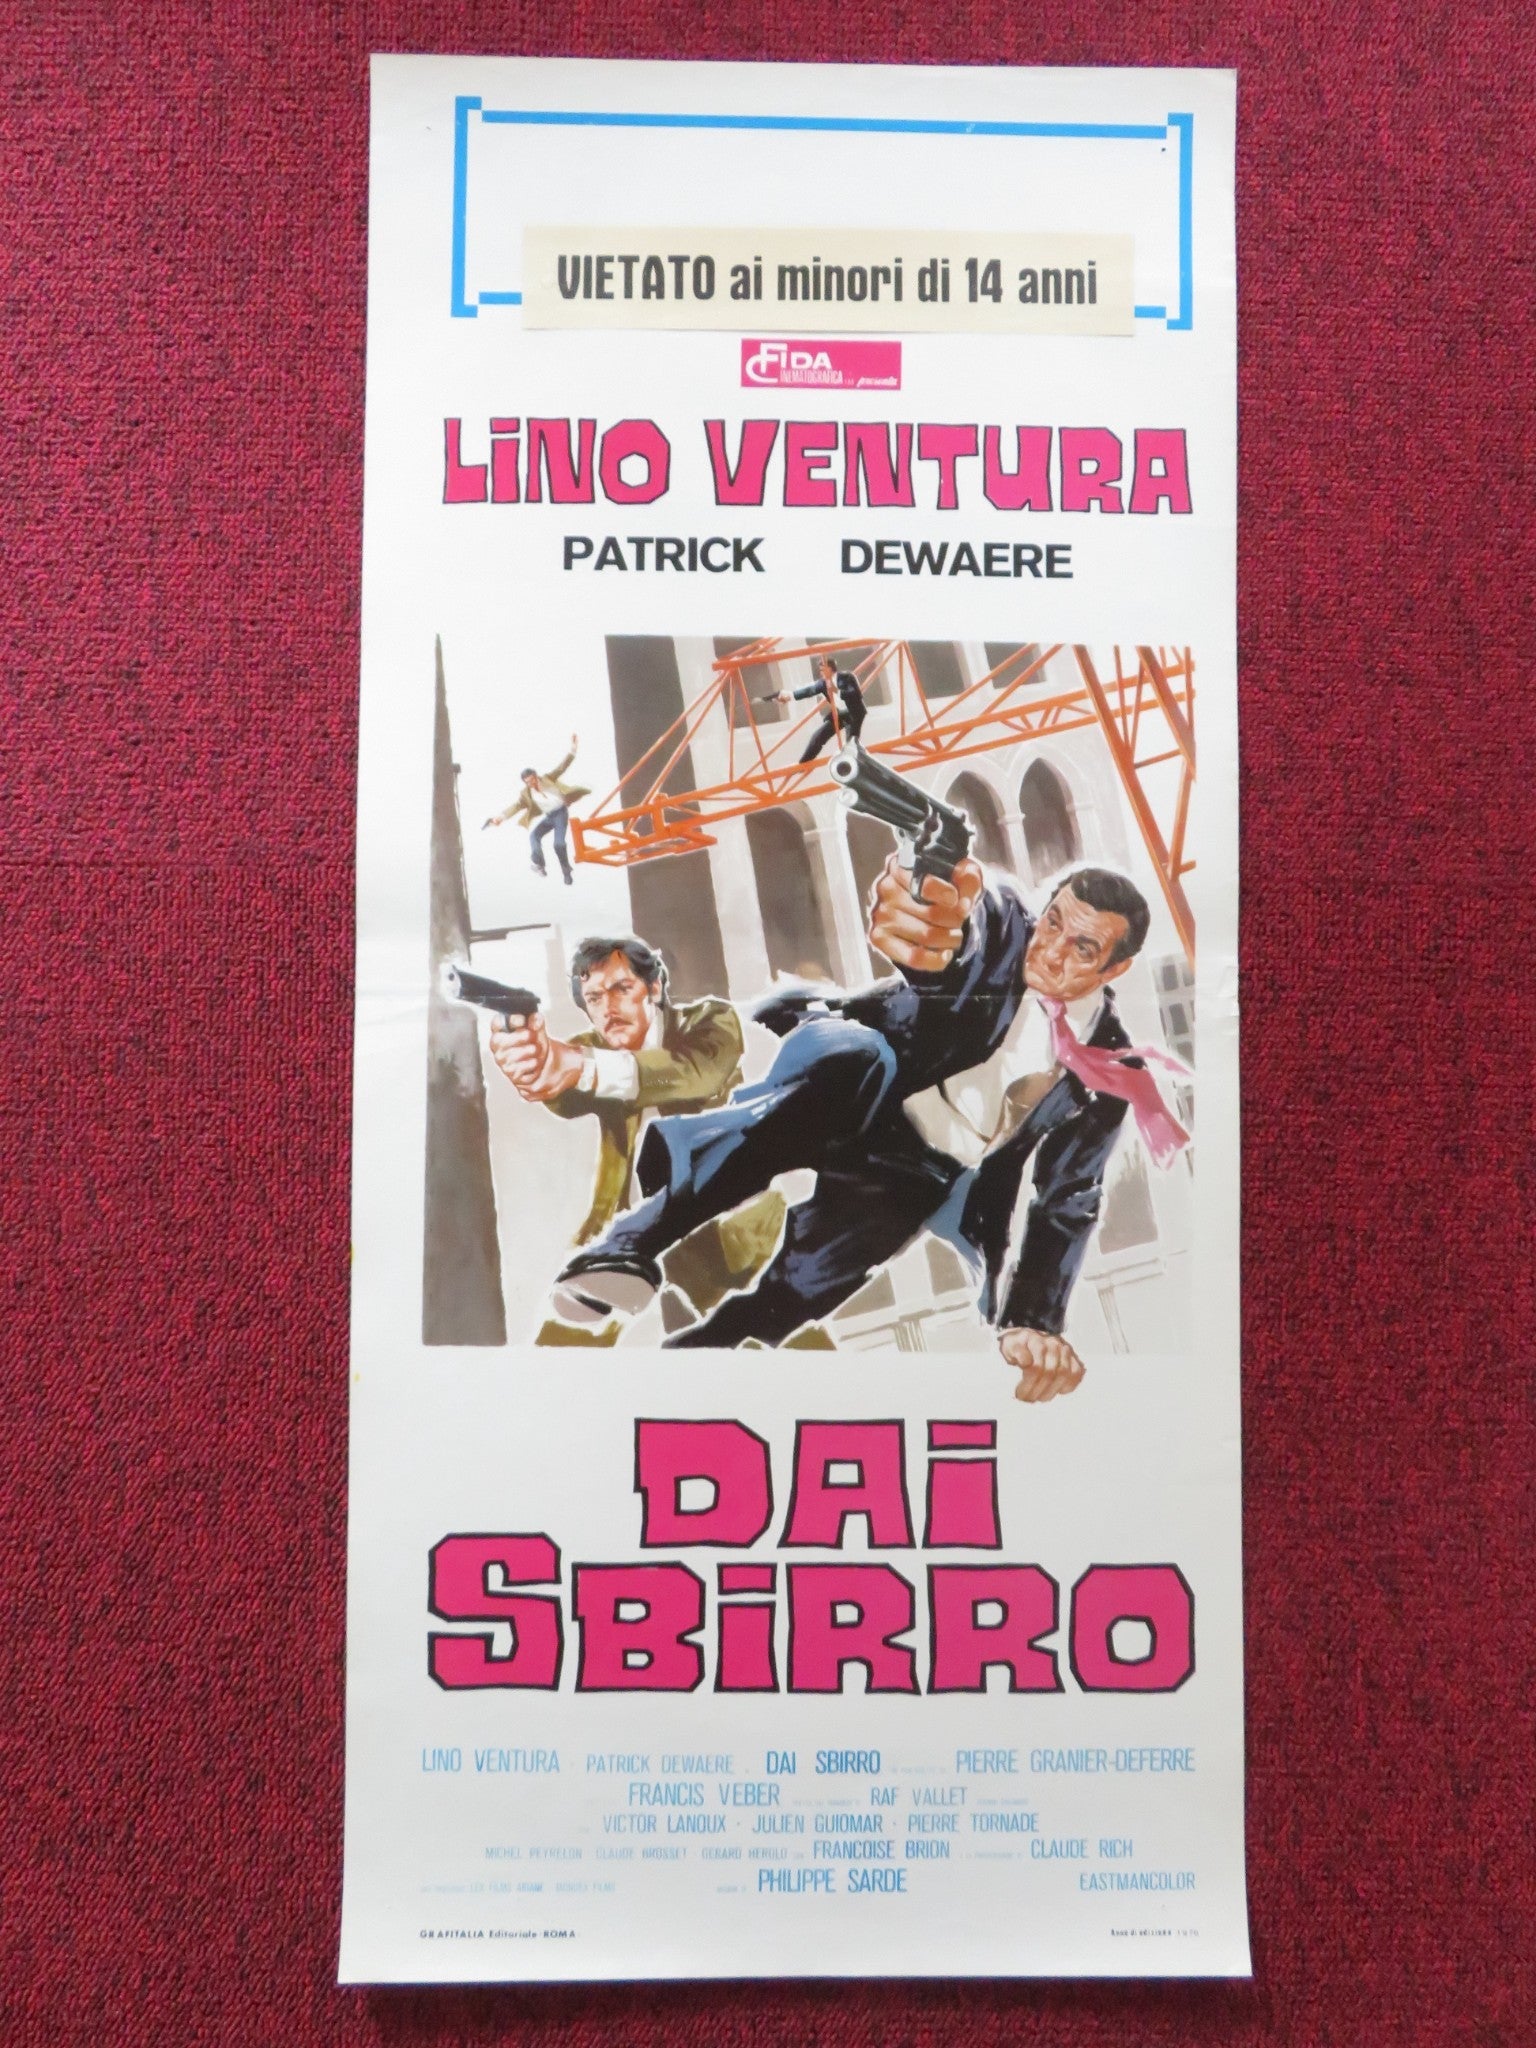 VIETATO ai minori di 14 anni
FIDA
CINEMATOGRAFICA presenta
LINO VENTURA
PATRICK DEWAERE
DAI
SBIRRO
LINO VENTURA · PATRICK DEWAERE DAI SBIRRO PIERRE GRANIER-DEFERRE
FRANCIS VEBER RAF VALLET
VICTOR LANOUX · JULIEN GUIOMAR · PIERRE TORNADE
MICHEL PEYRELON CLAUDE BROSSET · GERARD HEROLD FRANCOISE BRION CLAUDE RICH
PHILIPPE SARDE EASTMANCOLOR
GRAFITALIA Editoriale · ROMA